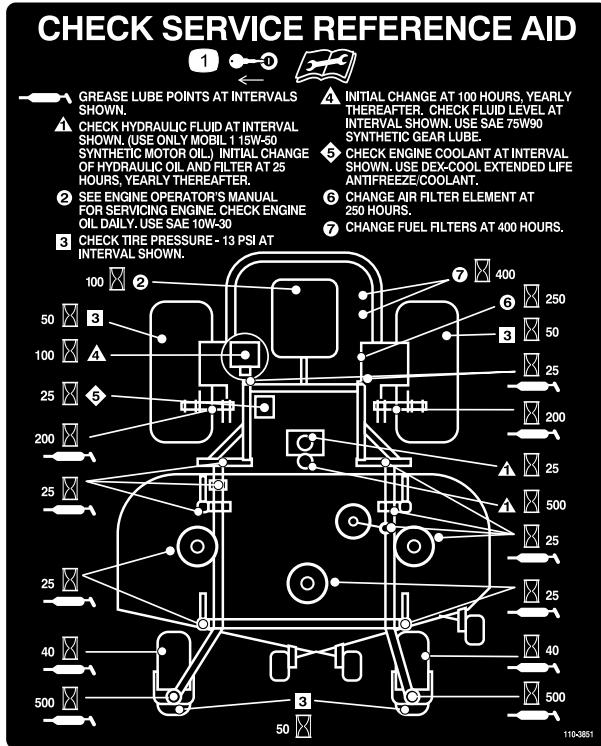 CHECK SERVICE REFERENCE AID
1
GREASE LUBE POINTS AT INTERVALS
SHOWN.
1 CHECK HYDRAULIC FLUID AT INTERVAL
SHOWN. (USE ONLY MOBIL 1 15W-50
SYNTHETIC MOTOR OIL.) INITIAL CHANGE
OF HYDRAULIC OIL AND FILTER AT 25
HOURS, YEARLY THEREAFTER.
2 SEE ENGINE OPERATOR'S MANUAL
FOR SERVICING ENGINE. CHECK ENGINE
OIL DAILY. USE SAE 10W-30
3 CHECK TIRE PRESSURE - 13 PSI AT
INTERVAL SHOWN.
4 INITIAL CHANGE AT 100 HOURS, YEARLY
THEREAFTER. CHECK FLUID LEVEL AT
INTERVAL SHOWN. USE SAE 75W90
SYNTHETIC GEAR LUBE.
5 CHECK ENGINE COOLANT AT INTERVAL
SHOWN. USE DEX-COOL EXTENDED LIFE
ANTIFREEZE/COOLANT.
6 CHANGE AIR FILTER ELEMENT AT
250 HOURS.
7 CHANGE FUEL FILTERS AT 400 HOURS.
100 2
50 3
100 4
25 5
200
25
25
40
500
7 400
6 250
3 50
25
200
1 25
1 500
25
25
40
500
3
50
110-3851